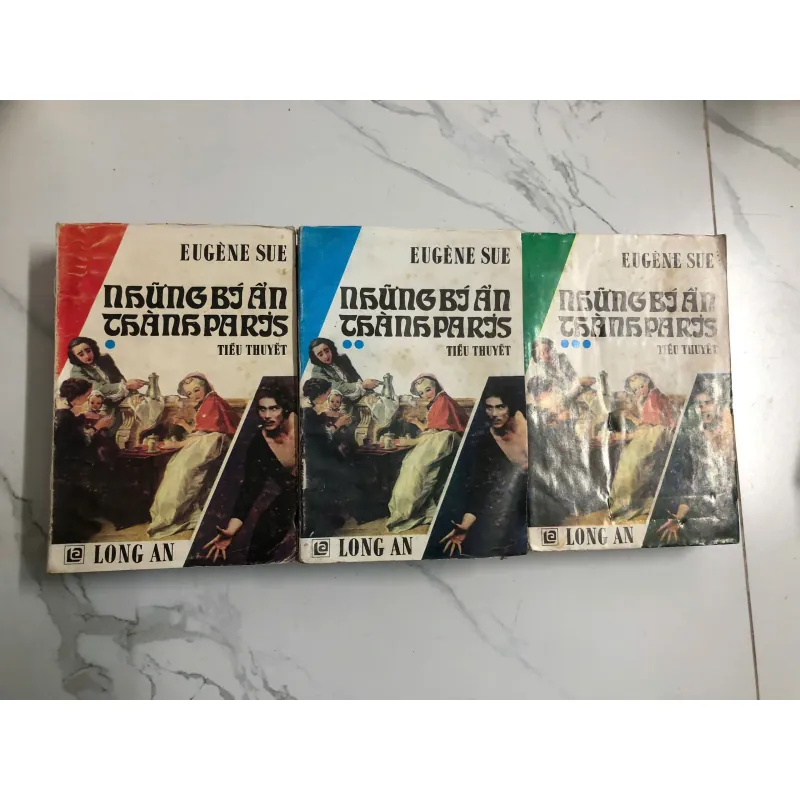 EUGÈNE SUE
NHỮNG BÍ ẨN
THÀNH PARIS
TIỂU THUYẾT
LONG AN
EUGÈNE SUE
NHỮNG BÍ ẨN
THÀNH PARIS
TIỂU THUYẾT
LONG AN
EUGÈNE SUE
NHỮNG BÍ ẨN
THÀNH PARIS
TIỂU THUYẾT
LONG AN